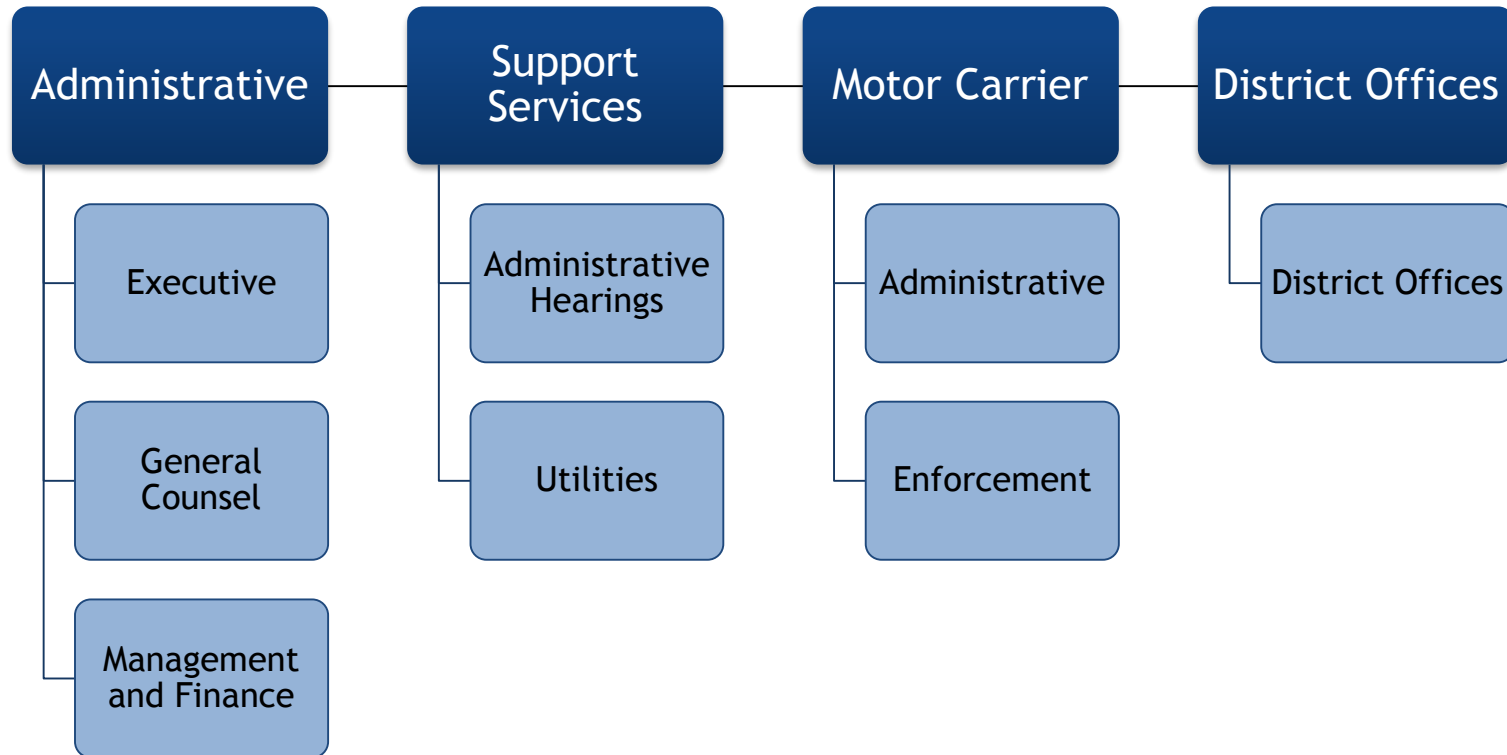 Administrative
Support
Services
Motor Carrier
District Offices
Executive
General
Counsel
Management
and Finance
Administrative
Hearings
Utilities
Administrative
Enforcement
District Offices